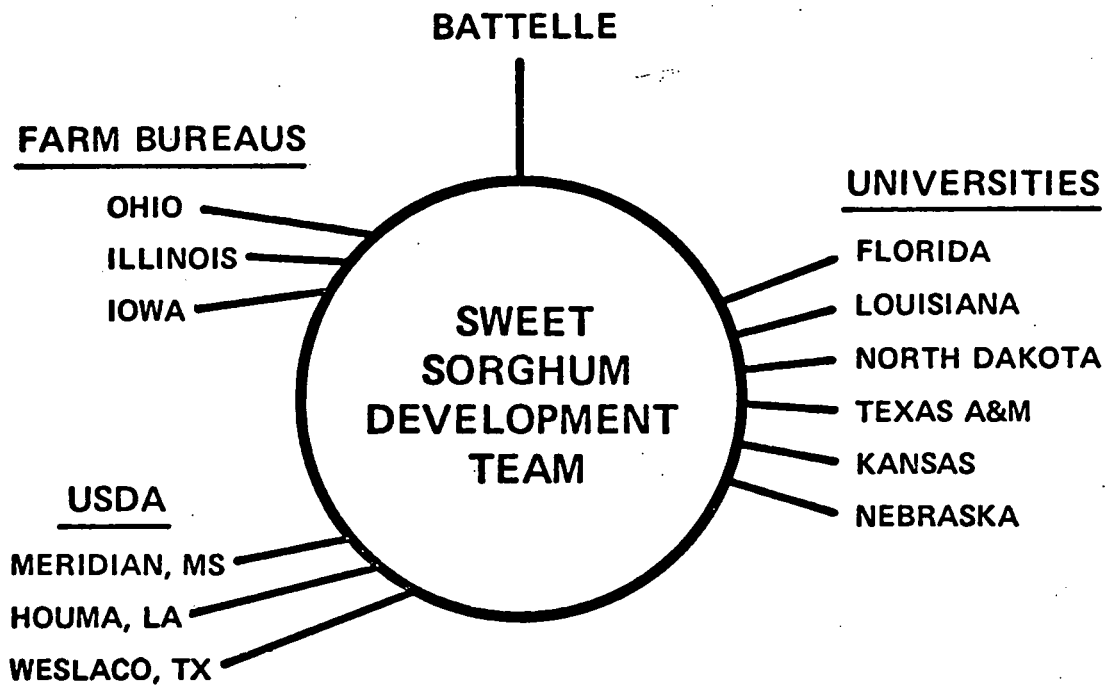 BATTELLE
FARM BUREAUS
OHIO
ILLINOIS
IOWA
UNIVERSITIES
FLORIDA
LOUISIANA
NORTH DAKOTA
TEXAS A&M
KANSAS
NEBRASKA
SWEET
SORGHUM
DEVELOPMENT
TEAM
USDA
MERIDIAN, MS
HOUMA, LA
WESLACO, TX